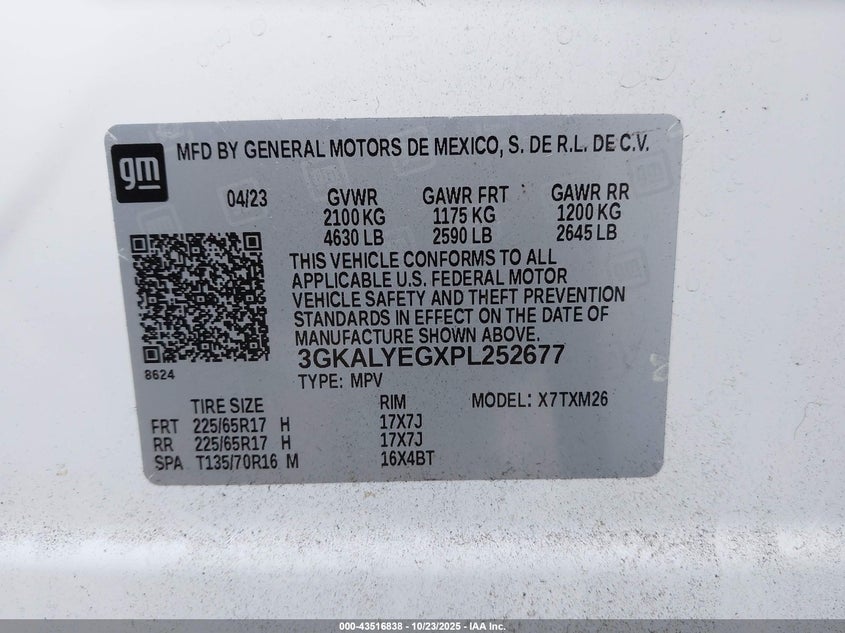 gm
MFD BY GENERAL MOTORS DE MEXICO, S. DE R.L. DE C.V.
04/23 GVWR GAWR FRT GAWR RR
2100 KG 1175 KG 1200 KG
4630 LB 2590 LB 2645 LB
THIS VEHICLE CONFORMS TO ALL
APPLICABLE U.S. FEDERAL MOTOR
VEHICLE SAFETY AND THEFT PREVENTION
STANDARDS IN EFFECT ON THE DATE OF
MANUFACTURE SHOWN ABOVE.
3GKALYEGXPL252677
8624
TYPE: MPV
TIRE SIZE RIM MODEL: X7TXM26
FRT 225/65R17 H 17X7J
RR 225/65R17 H 17X7J
SPA T135/70R16 M 16X4BT
000-43516838 - 10/23/2025 - IAA Inc.